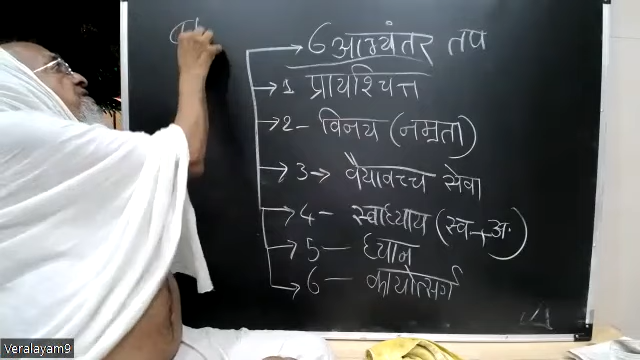 6 आभ्यंतर तप
1 प्रायश्चित्त
2- विनय (नम्रता)
3→ वैयावच्च सेवा
4- स्वाध्याय (स्व+अ.)
5- ध्यान
6- कायोत्सर्ग
Veralayam9